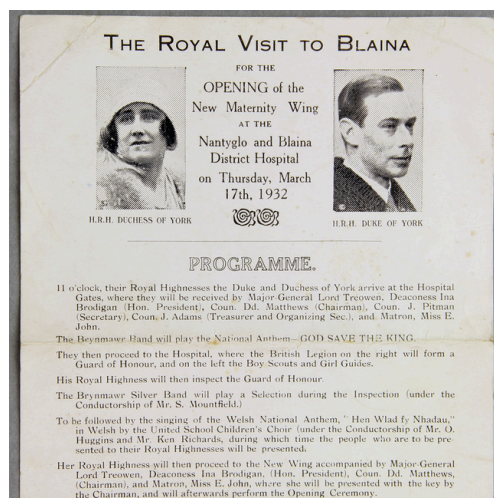 THE ROYAL VISIT TO BLAINA
FOR THE
OPENING of the
New Maternity Wing
AT THE
Nantyglo and Blaina
District Hospital
on Thursday, March
17th, 1932
H.R.H. DUCHESS OF YORK
H.R.H. DUKE OF YORK
PROGRAMME.
11 o'clock, their Royal Highnesses the Duke and Duchess of York arrive at the Hospital
Gates, where they will be received by Major-General Lord Treowen, Deaconess Ina
Brodigan (Hon. President), Coun. Dd. Matthews (Chairman), Coun. J. Pitman
(Secretary), Coun. J. Adams (Treasurer and Organizing Sec.), and Matron, Miss E.
John.
The Brynmawr Band will play the National Anthem—GOD SAVE THE KING.
They then proceed to the Hospital, where the British Legion on the right will form a
Guard of Honour, and on the left the Boy Scouts and Girl Guides.
His Royal Highness will then inspect the Guard of Honour.
The Brynmawr Silver Band will play a Selection during the Inspection (under the
Conductorship of Mr. S. Mountfield.)
To be followed by the singing of the Welsh National Anthem, "Hen Wlad fy Nhadau,"
in Welsh by the United School Children's Choir (under the Conductorship of Mr. O.
Huggins and Mr. Ken Richards, during which time the people who are to be pre-
sented to their Royal Highnesses will be presented.
Her Royal Highness will then proceed to the New Wing accompanied by Major-General
Lord Treowen, Deaconess Ina Brodigan, (Hon. President), Coun. Dd. Matthews,
(Chairman), and Matron, Miss E. John, where she will be presented with the key by
the Chairman, and will afterwards perform the Opening Ceremony.